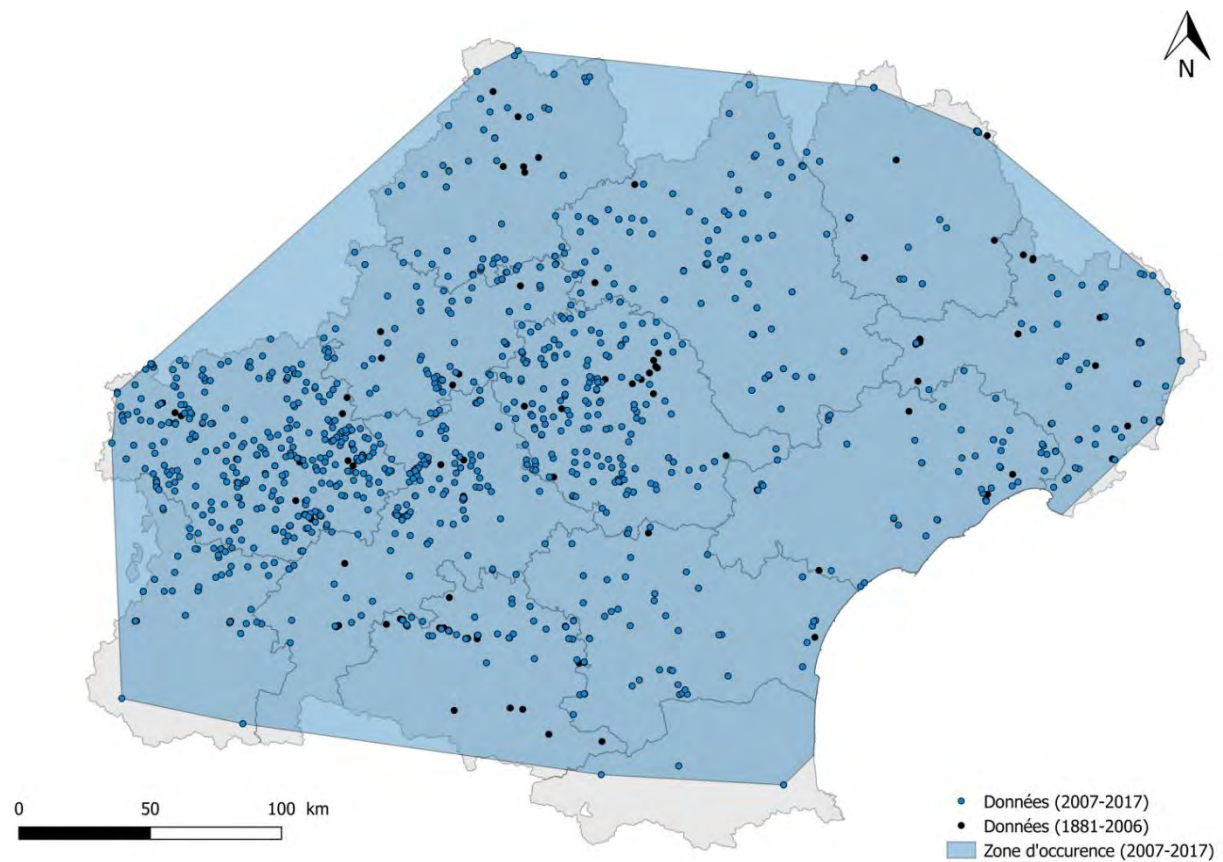 N
0 50 100 km
Données (2007-2017)
Données (1881-2006)
Zone d'occurence (2007-2017)